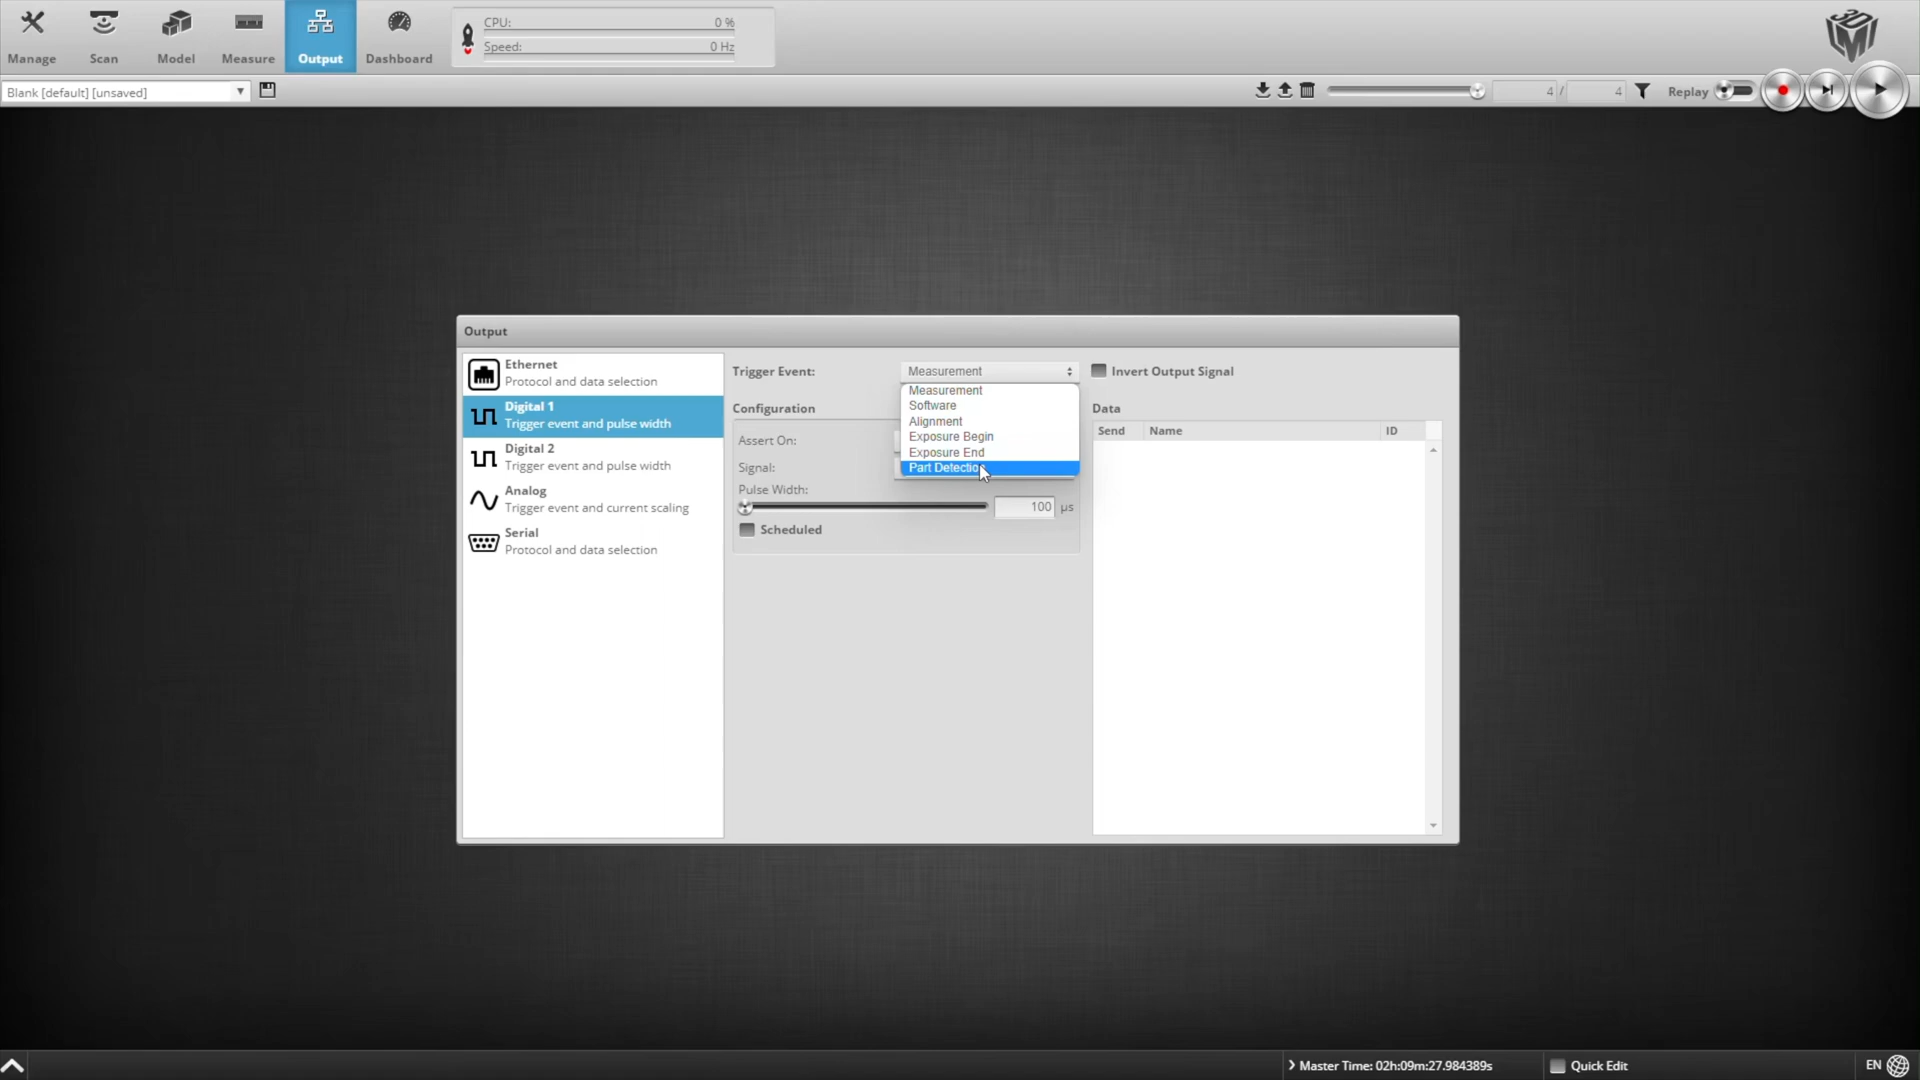 Manage
Scan
Model
Measure
Output
Dashboard
CPU: 0 %
Speed: 0 Hz
Blank [default] [unsaved]
4 / 4
Replay
Output
Ethernet
Protocol and data selection
Digital 1
Trigger event and pulse width
Digital 2
Trigger event and pulse width
Analog
Trigger event and current scaling
Serial
Protocol and data selection
Trigger Event: Measurement
Measurement
Software
Alignment
Exposure Begin
Exposure End
Part Detection
Configuration
Assert On:
Signal:
Pulse Width:
100 µs
Scheduled
Invert Output Signal
Data
Send Name ID
Master Time: 02h:09m:27.984389s
Quick Edit
EN